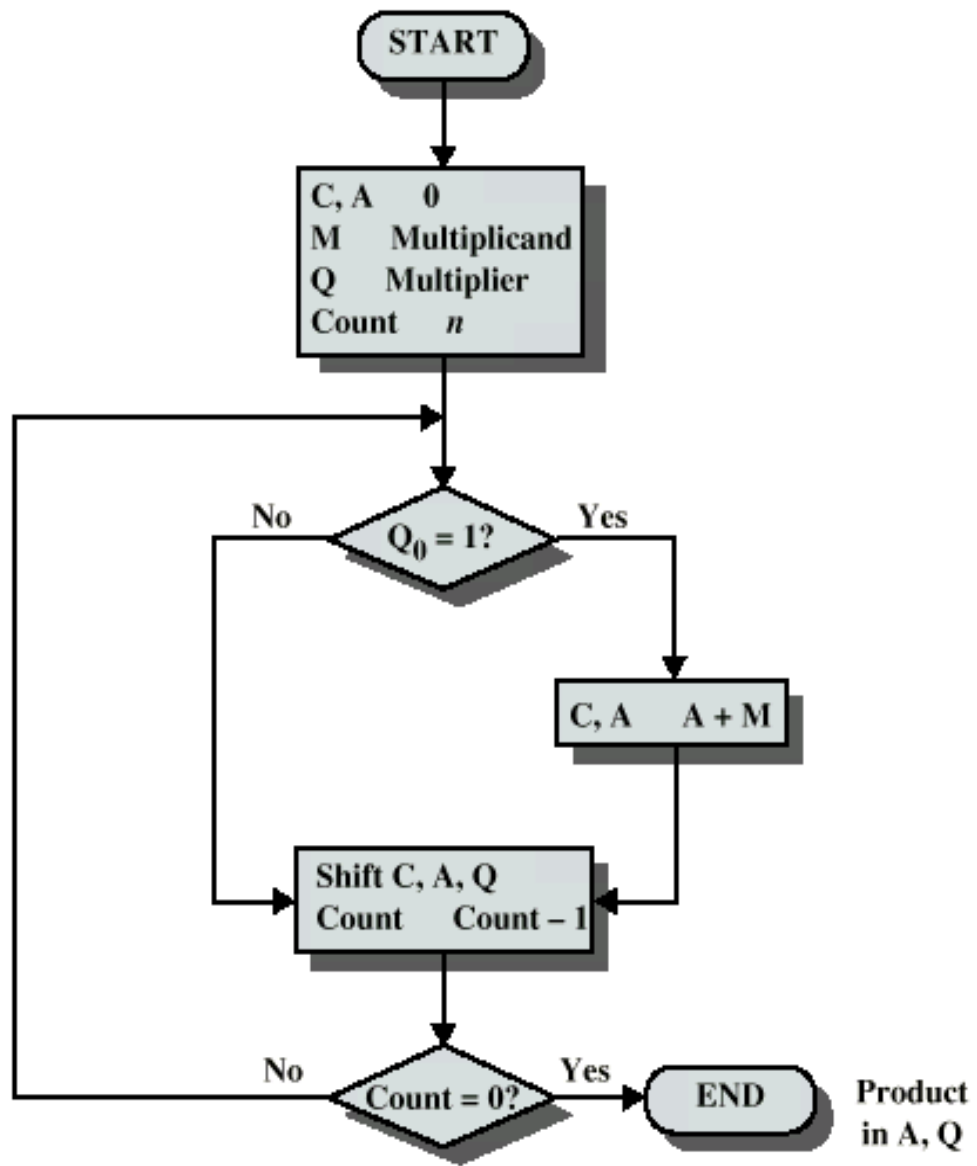 START
C, A 0
M Multiplicand
Q Multiplier
Count n
No
Q0 = 1?
Yes
C, A A + M
Shift C, A, Q
Count Count – 1
No
Count = 0?
Yes
END
Product
in A, Q